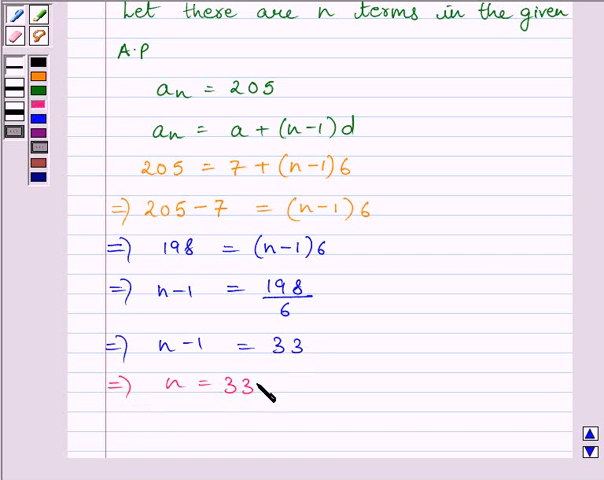 Let there are n terms in the given
A.P
aₙ = 205
aₙ = a + (n-1)d
205 = 7 + (n-1)6
⇒ 205-7 = (n-1)6
⇒ 198 = (n-1)6
⇒ n-1 = 198/6
⇒ n-1 = 33
⇒ n = 33